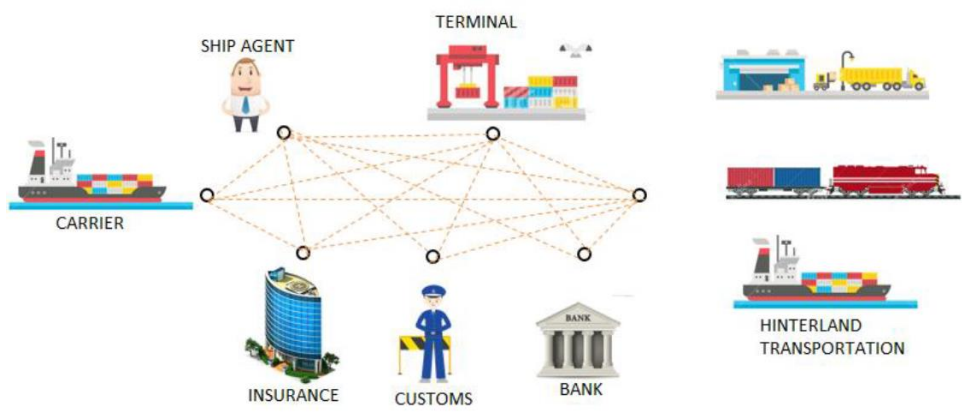 TERMINAL
SHIP AGENT
CARRIER
BANK
HINTERLAND
TRANSPORTATION
INSURANCE
CUSTOMS
BANK